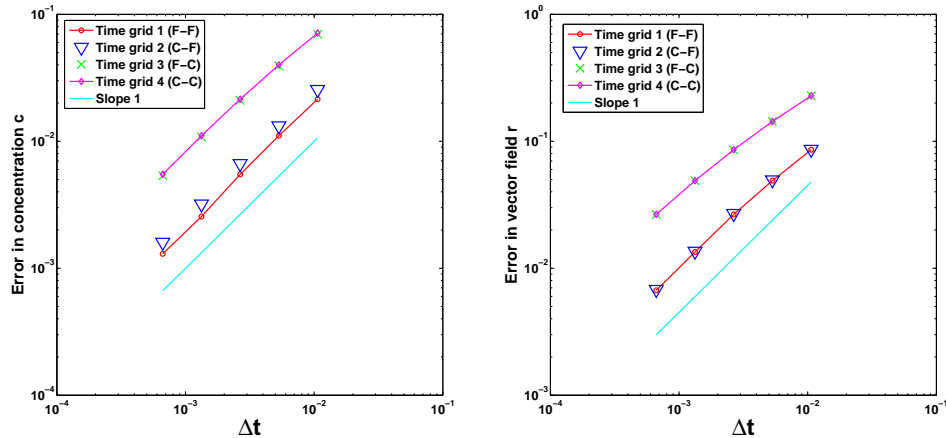 10⁰
Time grid 1 (F−F)
Time grid 2 (C−F)
Time grid 3 (F−C)
Time grid 4 (C−C)
Slope 1
10⁻¹
10⁻²
10⁻³
10⁻⁴
Error in concentration c
10⁻⁴
10⁻³
10⁻²
10⁻¹
Δt
10⁰
Time grid 1 (F−F)
Time grid 2 (C−F)
Time grid 3 (F−C)
Time grid 4 (C−C)
Slope 1
10⁻¹
10⁻²
10⁻³
Error in vector field r
10⁻⁴
10⁻³
10⁻²
10⁻¹
Δt